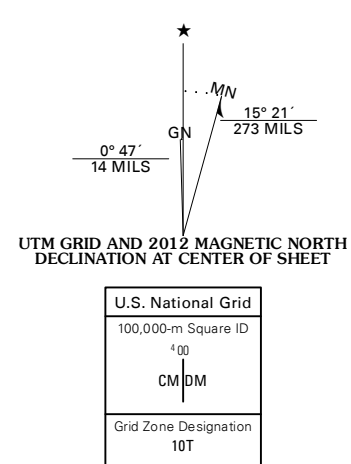 ★
MN
GN
15° 21´
273 MILS
0° 47´
14 MILS
UTM GRID AND 2012 MAGNETIC NORTH
DECLINATION AT CENTER OF SHEET
U.S. National Grid
100,000-m Square ID
⁴00
CM DM
Grid Zone Designation
10T